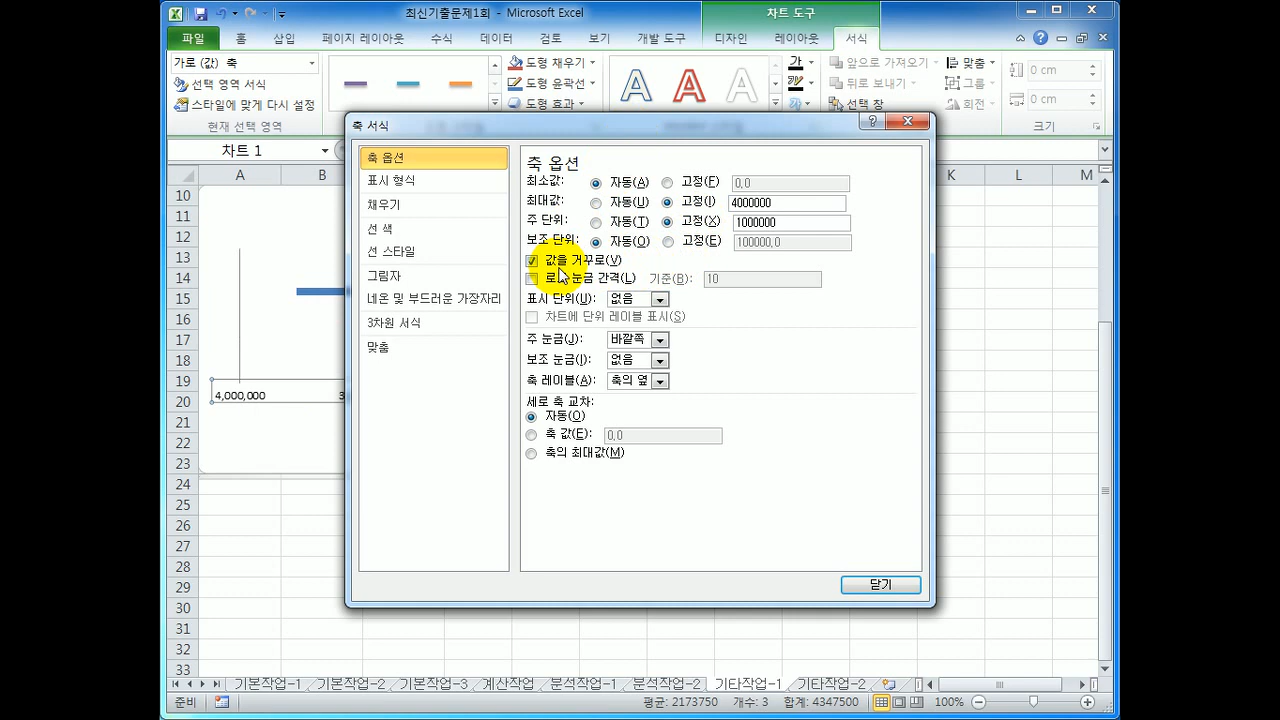 최신기출문제1회 - Microsoft Excel
차트 도구
파일 홈 삽입 페이지 레이아웃 수식 데이터 검토 보기 개발 도구 디자인 레이아웃 서식
가로 (값) 축
선택 영역 서식
스타일에 맞게 다시 설정
현재 선택 영역
도형 채우기
도형 윤곽선
도형 효과
A A A
가
앞으로 가져오기
뒤로 보내기
선택 창
맞춤
그룹
회전
0 cm
0 cm
크기
차트 1
A B K L M
10
11
12
13
14
15
16
17
18
19
20
21
22
23
24
25
26
27
28
29
30
31
32
33
4,000,000 3
축 서식
축 옵션
표시 형식
채우기
선 색
선 스타일
그림자
네온 및 부드러운 가장자리
3차원 서식
맞춤
축 옵션
최소값: 자동(A) 고정(F) 0,0
최대값: 자동(U) 고정(I) 4000000
주 단위: 자동(T) 고정(X) 1000000
보조 단위: 자동(O) 고정(E) 100000,0
값을 거꾸로(V)
로그 눈금 간격(L) 기준(B): 10
표시 단위(U): 없음
차트에 단위 레이블 표시(S)
주 눈금(J): 바깥쪽
보조 눈금(I): 없음
축 레이블(A): 축의 옆
세로 축 교차:
자동(O)
축 값(E): 0,0
축의 최대값(M)
닫기
기본작업-1 기본작업-2 기본작업-3 계산작업 분석작업-1 분석작업-2 기타작업-1 기타작업-2
준비 평균: 2173750 개수: 3 합계: 4347500 100%